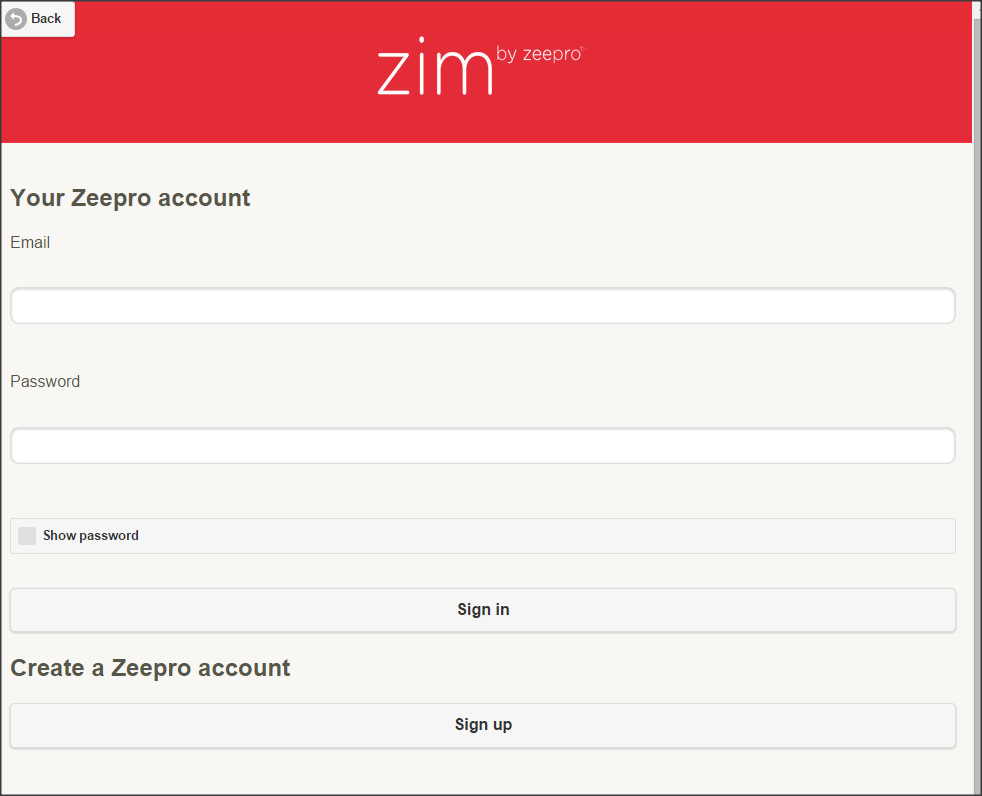 Back
zim by zeepro
Your Zeepro account
Email
Password
Show password
Sign in
Create a Zeepro account
Sign up